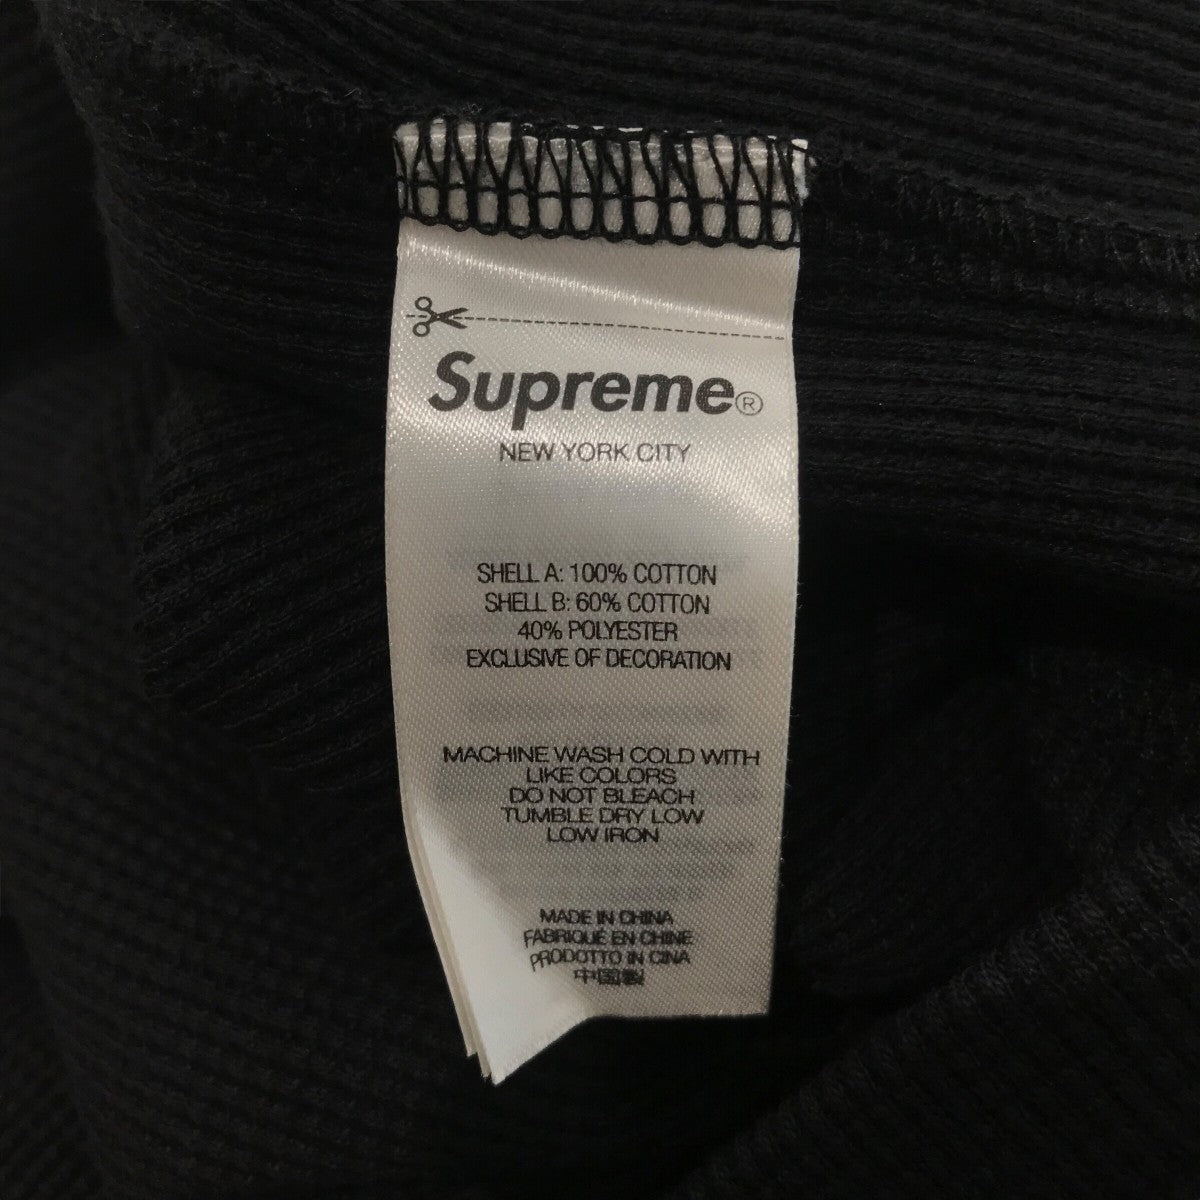 Supreme®
NEW YORK CITY
SHELL A: 100% COTTON
SHELL B: 60% COTTON
40% POLYESTER
EXCLUSIVE OF DECORATION
MACHINE WASH COLD WITH
LIKE COLORS
DO NOT BLEACH
TUMBLE DRY LOW
LOW IRON
MADE IN CHINA
FABRIQUÉ EN CHINE
PRODOTTO IN CINA
中国製